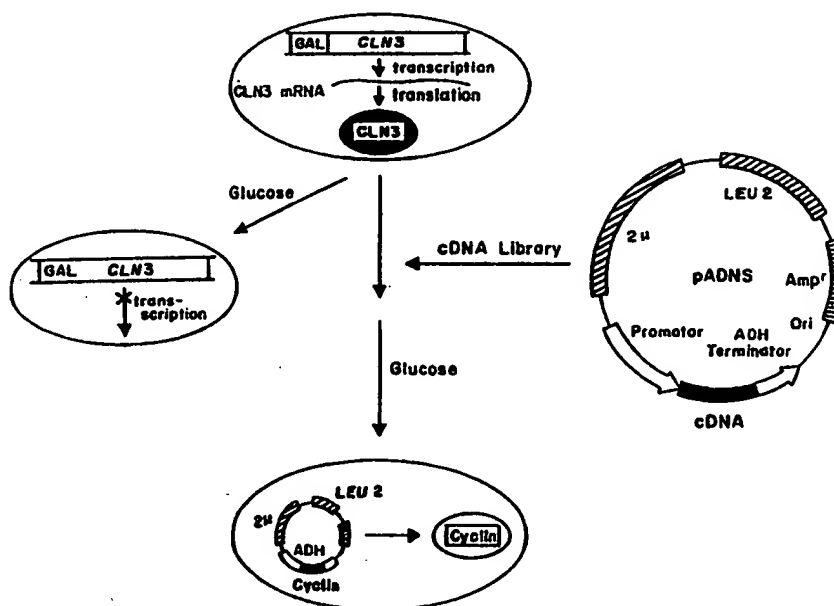 GAL CLN3
transcription
CLN3 mRNA
translation
CLN3
Glucose
GAL CLN3
trans-
scription
cDNA Library
LEU 2
2μ
pADNS
Ampr
Ori
Promotor
ADH
Terminator
cDNA
Glucose
LEU 2
2μ
ADH
Cyclin
Cyclin